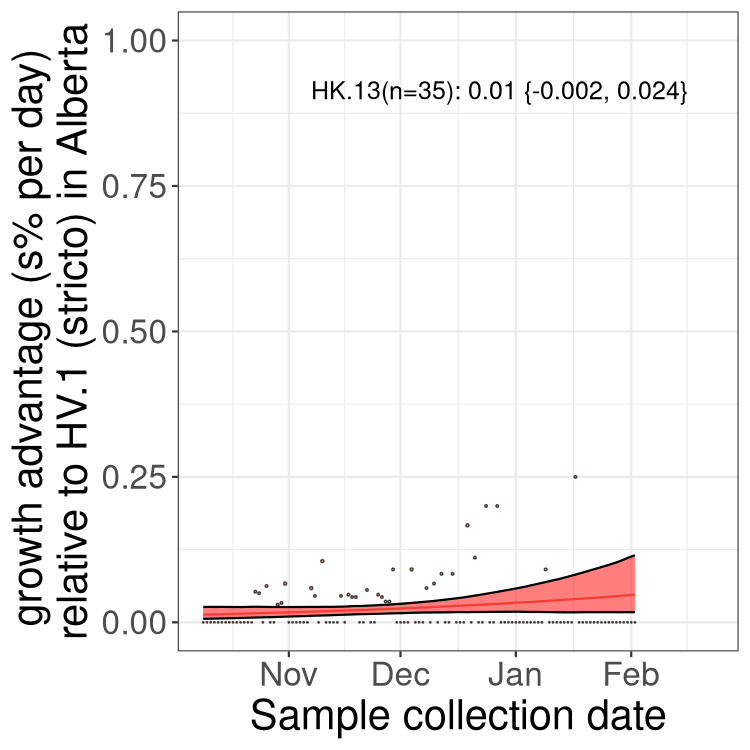 growth advantage (s% per day)
relative to HV.1 (stricto) in Alberta
1.00
0.75
0.50
0.25
0.00
HK.13(n=35): 0.01 {-0.002, 0.024}
Nov Dec Jan Feb
Sample collection date